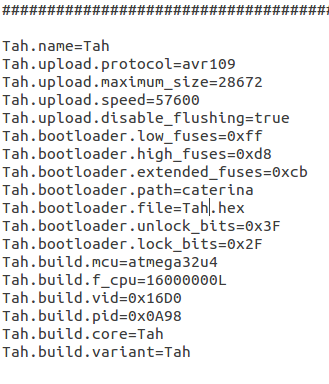 ######################################
Tah.name=Tah
Tah.upload.protocol=avr109
Tah.upload.maximum_size=28672
Tah.upload.speed=57600
Tah.upload.disable_flushing=true
Tah.bootloader.low_fuses=0xff
Tah.bootloader.high_fuses=0xd8
Tah.bootloader.extended_fuses=0xcb
Tah.bootloader.path=caterina
Tah.bootloader.file=Tah.hex
Tah.bootloader.unlock_bits=0x3F
Tah.bootloader.lock_bits=0x2F
Tah.build.mcu=atmega32u4
Tah.build.f_cpu=16000000L
Tah.build.vid=0x16D0
Tah.build.pid=0x0A98
Tah.build.core=Tah
Tah.build.variant=Tah